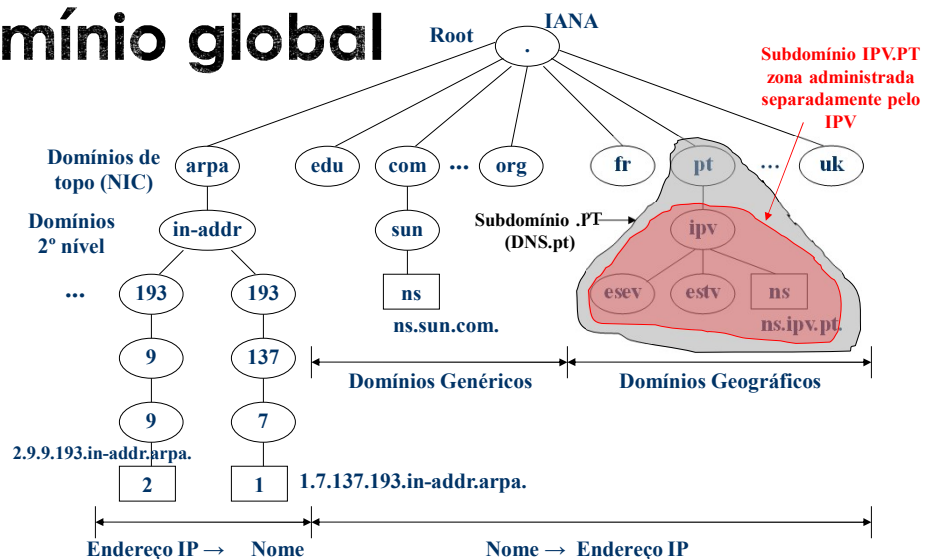 mínio global
Root
IANA
.
Subdomínio IPV.PT
zona administrada
separadamente pelo
IPV
Domínios de
topo (NIC)
arpa
edu
com
...
org
fr
pt
...
uk
Domínios
2º nível
in-addr
sun
Subdomínio .PT
(DNS.pt)
ipv
...
193
193
ns
esev
estv
ns
ns.sun.com.
ns.ipv.pt.
9
137
Domínios Genéricos
Domínios Geográficos
9
7
2.9.9.193.in-addr.arpa.
2
1
1.7.137.193.in-addr.arpa.
Endereço IP → Nome
Nome → Endereço IP